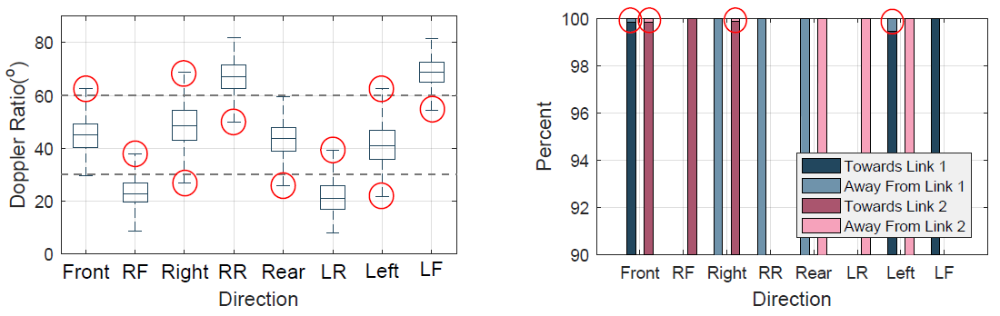 80
60
40
20
0
Doppler Ratio(º)
Front RF Right RR Rear LR Left LF
Direction
100
98
96
94
92
90
Percent
Towards Link 1
Away From Link 1
Towards Link 2
Away From Link 2
Front RF Right RR Rear LR Left LF
Direction